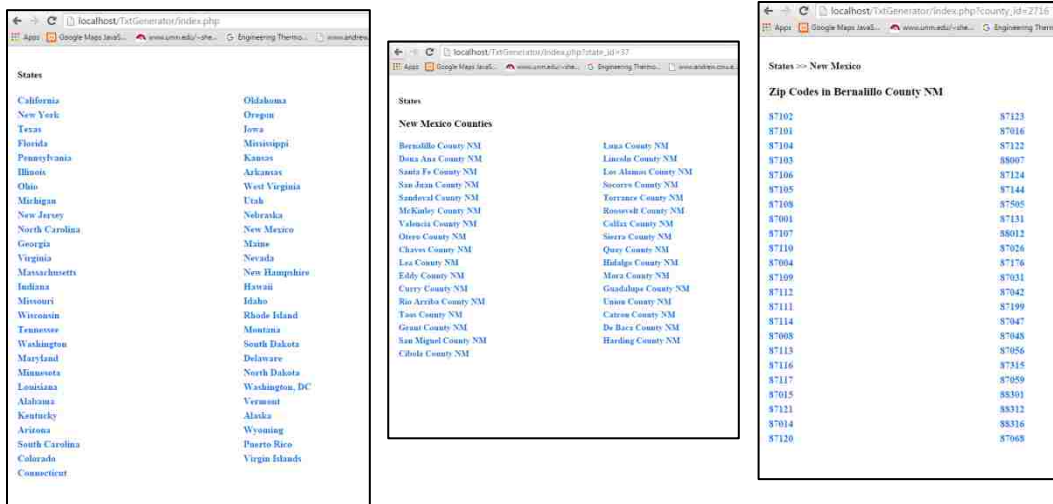 localhost/TxtGenerator/index.php
Apps Google Maps JavaS... www.unm.edu/~she... Engineering Thermo... www.andrew
States
California Oklahoma
New York Oregon
Texas Iowa
Florida Mississippi
Pennsylvania Kansas
Illinois Arkansas
Ohio West Virginia
Michigan Utah
New Jersey Nebraska
North Carolina New Mexico
Georgia Maine
Virginia Nevada
Massachusetts New Hampshire
Indiana Hawaii
Missouri Idaho
Wisconsin Rhode Island
Tennessee Montana
Washington South Dakota
Maryland Delaware
Minnesota North Dakota
Louisiana Washington, DC
Alabama Vermont
Kentucky Alaska
Arizona Wyoming
South Carolina Puerto Rico
Colorado Virgin Islands
Connecticut
localhost/TxtGenerator/index.php?state_id=37
Apps Google Maps JavaS... www.unm.edu/~she... Engineering Thermo... www.andrew.cmu.e
States
New Mexico Counties
Bernalillo County NM Luna County NM
Dona Ana County NM Lincoln County NM
Santa Fe County NM Los Alamos County NM
San Juan County NM Socorro County NM
Sandoval County NM Torrance County NM
McKinley County NM Roosevelt County NM
Valencia County NM Colfax County NM
Otero County NM Sierra County NM
Chaves County NM Quay County NM
Lea County NM Hidalgo County NM
Eddy County NM Mora County NM
Curry County NM Guadalupe County NM
Rio Arriba County NM Union County NM
Taos County NM Catron County NM
Grant County NM De Baca County NM
San Miguel County NM Harding County NM
Cibola County NM
localhost/TxtGenerator/index.php?county_id=2716
Apps Google Maps JavaS... www.unm.edu/~she... Engineering Therm
States >> New Mexico
Zip Codes in Bernalillo County NM
87102 87123
87101 87016
87104 87122
87103 88007
87106 87124
87105 87144
87108 87505
87001 87131
87107 88012
87110 87026
87004 87176
87109 87031
87112 87042
87111 87199
87114 87047
87008 87048
87113 87056
87116 87315
87117 87059
87015 88301
87121 88312
87014 88316
87120 87068